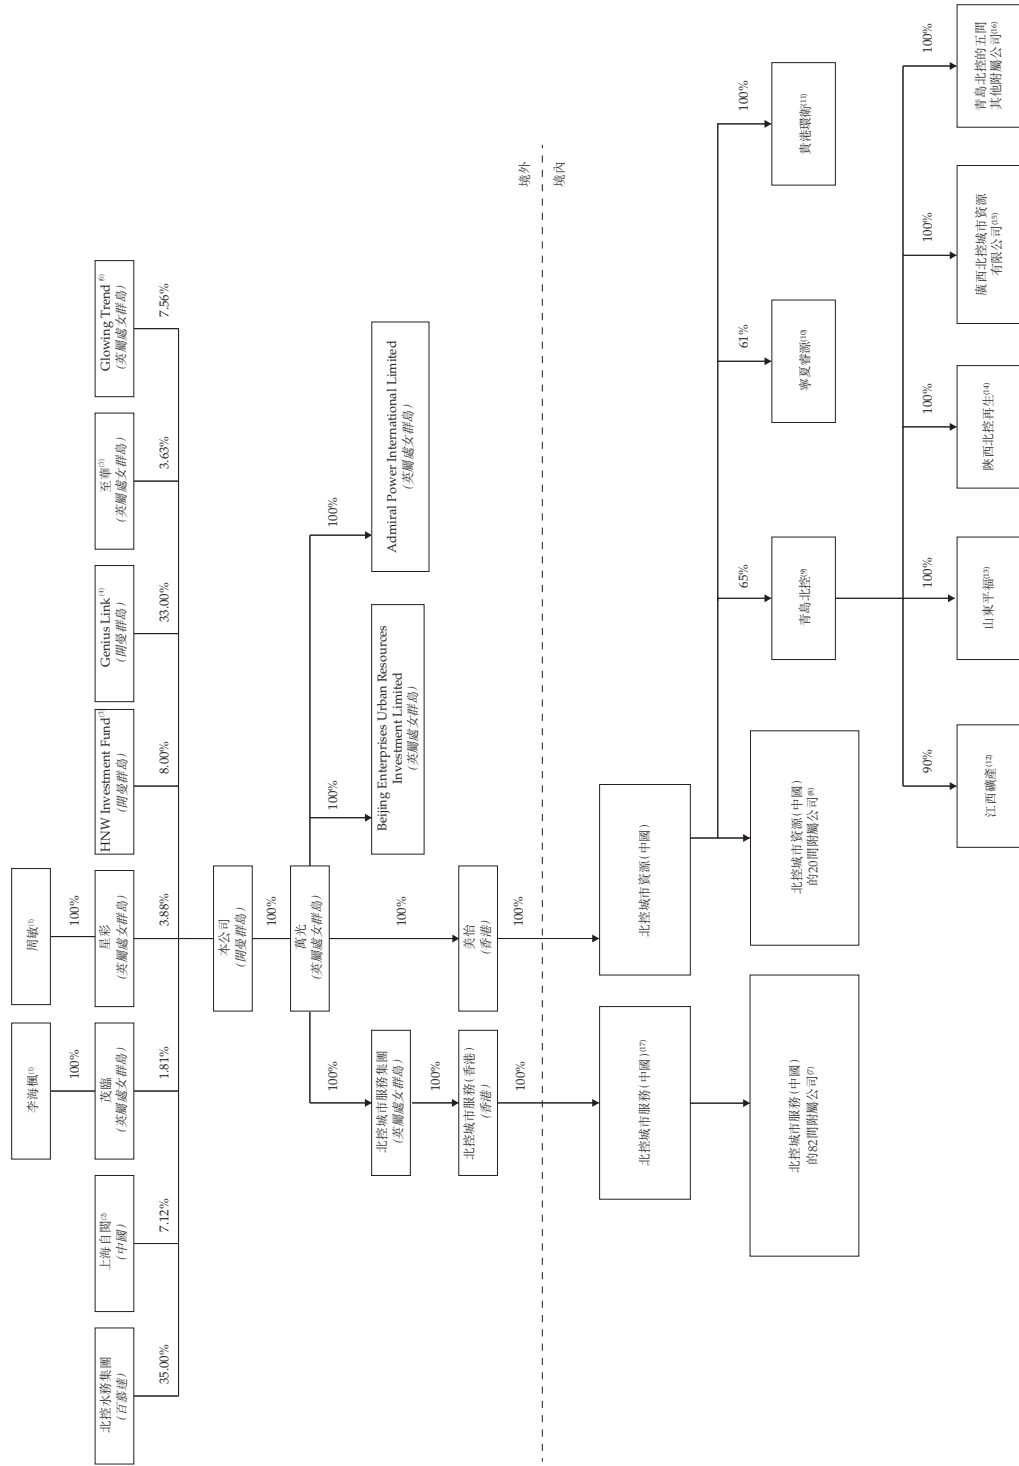 李海楓(1)
周敏(1)
100%
100%
北控水務集團
(百慕達)
上海自閱(2)
(中國)
茂臨
(英屬處女群島)
星彩
(英屬處女群島)
HNW Investment Fund(3)
(開曼群島)
Genius Link (4)
(開曼群島)
至華(5)
(英屬處女群島)
Glowing Trend (6)
(英屬處女群島)
35.00%
7.12%
1.81%
3.88%
8.00%
33.00%
3.63%
7.56%
本公司
(開曼群島)
100%
萬光
(英屬處女群島)
100%
100%
100%
100%
北控城市服務集團
(英屬處女群島)
Beijing Enterprises Urban Resources
Investment Limited
(英屬處女群島)
Admiral Power International Limited
(英屬處女群島)
100%
北控城市服務(香港)
(香港)
美怡
(香港)
100%
100%
境外
境內
北控城市服務(中國)(17)
北控城市資源(中國)
北控城市服務(中國)
的82間附屬公司(7)
北控城市資源(中國)
的20間附屬公司(8)
65%
61%
100%
青島北控(9)
寧夏睿源(10)
貴港環衛(11)
90%
100%
100%
100%
100%
江西礦產(12)
山東平福(13)
陝西北控再生(14)
廣西北控城市資源
有限公司(15)
青島北控的五間
其他附屬公司(16)